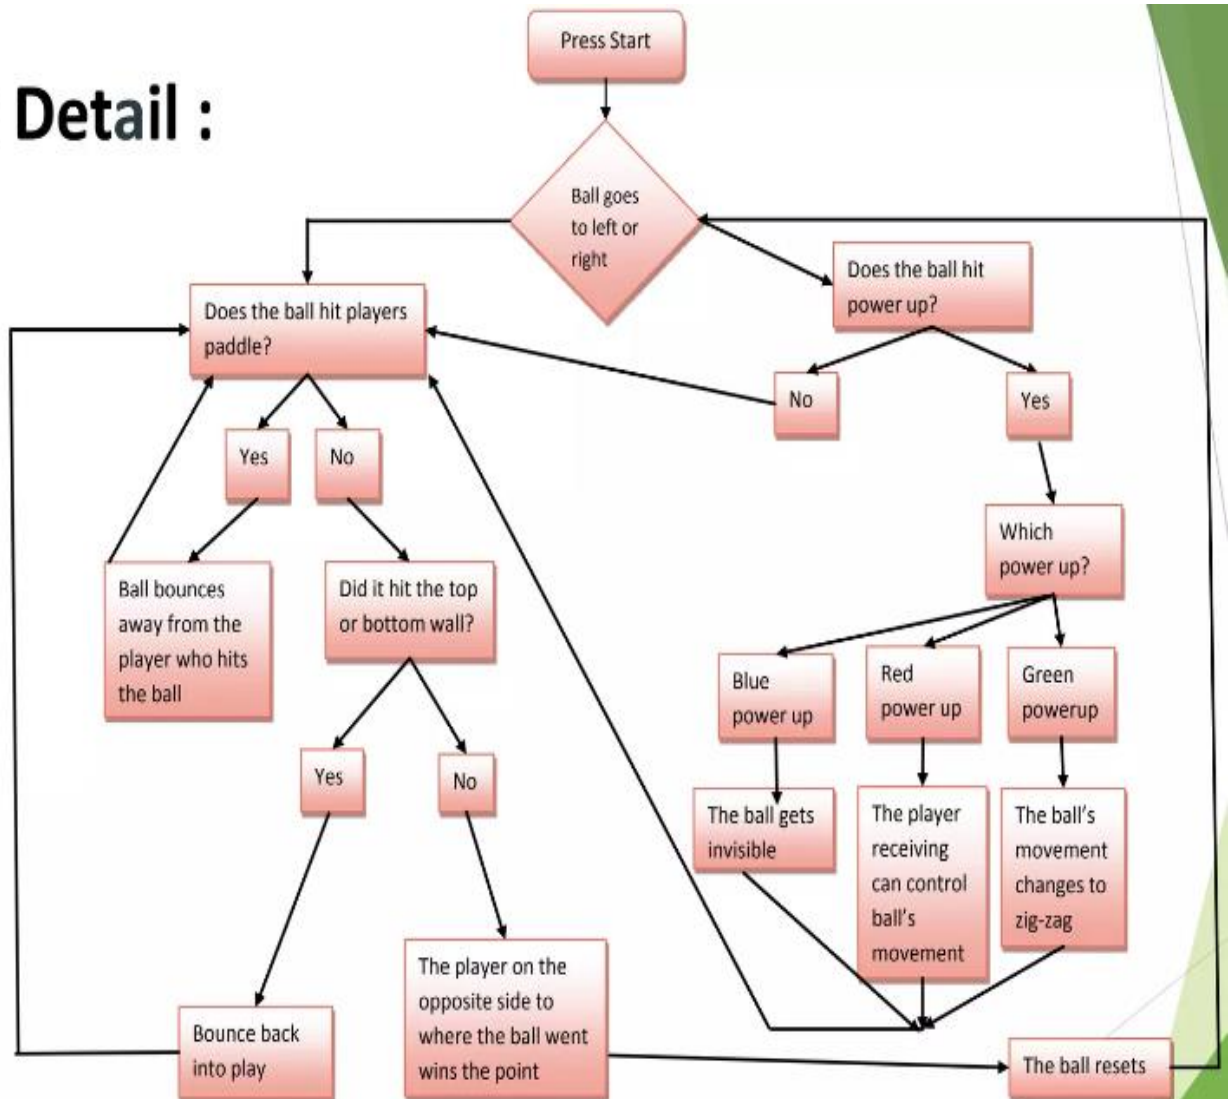 Press Start
Detail :
Ball goes
to left or
right
Does the ball hit
power up?
Does the ball hit players
paddle?
No
Yes
Yes
No
Which
power up?
Ball bounces
away from the
player who hits
the ball
Did it hit the top
or bottom wall?
Blue
power up
Red
power up
Green
powerup
Yes
No
The ball gets
invisible
The player
receiving
can control
ball's
movement
The ball's
movement
changes to
zig-zag
The player on the
opposite side to
where the ball went
wins the point
Bounce back
into play
The ball resets